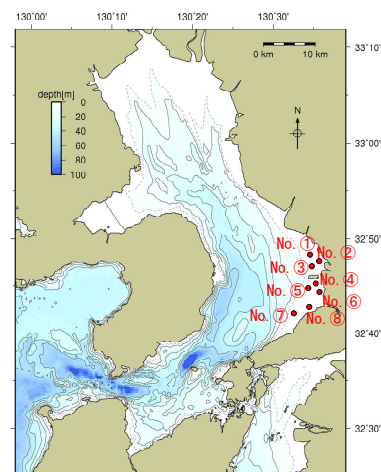 130°00' 130°10' 130°20' 130°30'
33°10'
0 km 10 km
depth[m]
0
20
40
60
80
100
N
32°50'
No. ①
No. ②
No. ③
No. ④
No. ⑤
No. ⑥
No. ⑦
No. ⑧
32°40'
32°30'